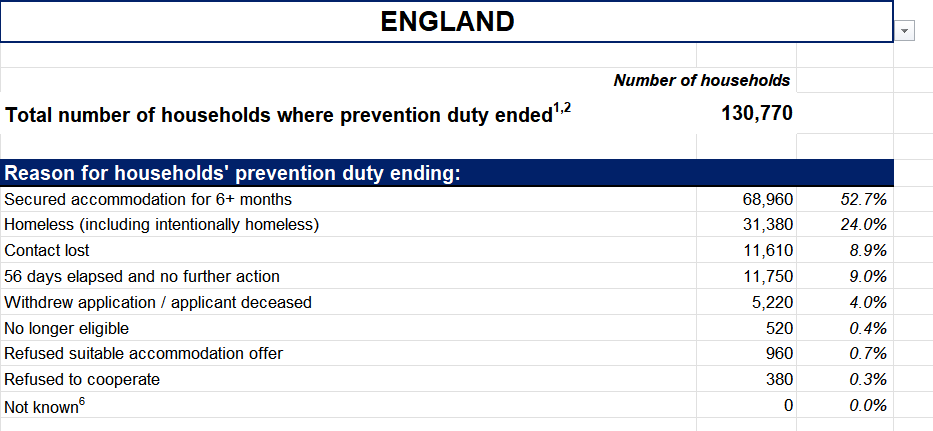 ENGLAND
Number of households
Total number of households where prevention duty ended1,2 130,770
Reason for households' prevention duty ending:
Secured accommodation for 6+ months 68,960 52.7%
Homeless (including intentionally homeless) 31,380 24.0%
Contact lost 11,610 8.9%
56 days elapsed and no further action 11,750 9.0%
Withdrew application / applicant deceased 5,220 4.0%
No longer eligible 520 0.4%
Refused suitable accommodation offer 960 0.7%
Refused to cooperate 380 0.3%
Not known6 0 0.0%